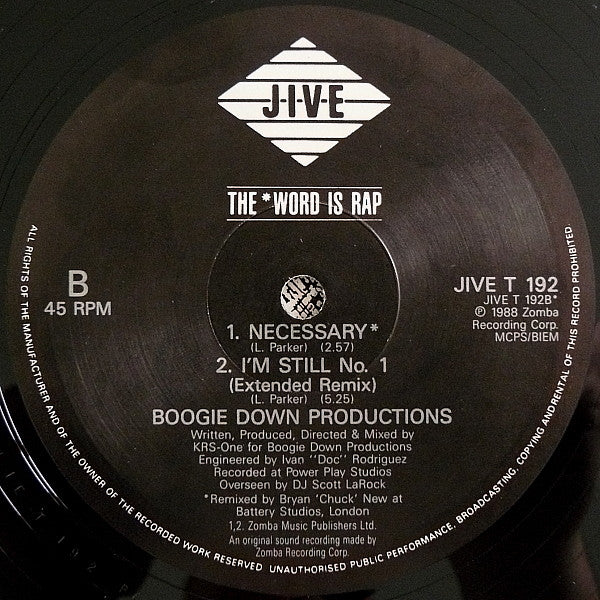 J-I-V-E
THE *WORD IS RAP
B
45 RPM
JIVE T 192
JIVE T 192B*
℗ 1988 Zomba
Recording Corp.
MCPS/BIEM
1. NECESSARY*
(L. Parker) (2.57)
2. I'M STILL No. 1
(Extended Remix)
(L. Parker) (5.25)
BOOGIE DOWN PRODUCTIONS
Written, Produced, Directed & Mixed by
KRS-One for Boogie Down Productions
Engineered by Ivan "Doc" Rodriguez
Recorded at Power Play Studios
Overseen by DJ Scott LaRock
*Remixed by Bryan 'Chuck' New at
Battery Studios, London
1,2. Zomba Music Publishers Ltd.
An original sound recording made by
Zomba Recording Corp.
ALL RIGHTS OF THE MANUFACTURER AND OF THE OWNER OF THE RECORDED WORK RESERVED UNAUTHORISED PUBLIC PERFORMANCE, BROADCASTING, COPYING AND RENTAL OF THIS RECORD PROHIBITED